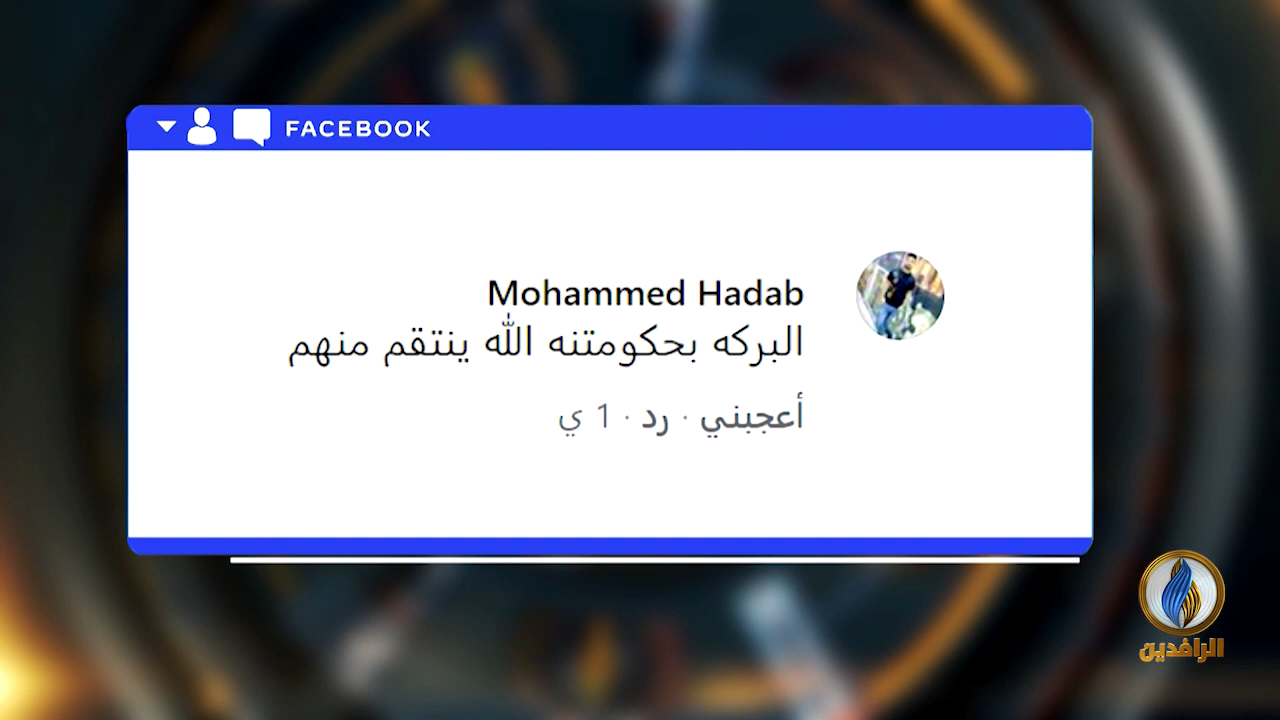 FACEBOOK
Mohammed Hadab
البركه بحكومتنه الله ينتقم منهم
أعجبني · رد · 1 ي
الرافدين